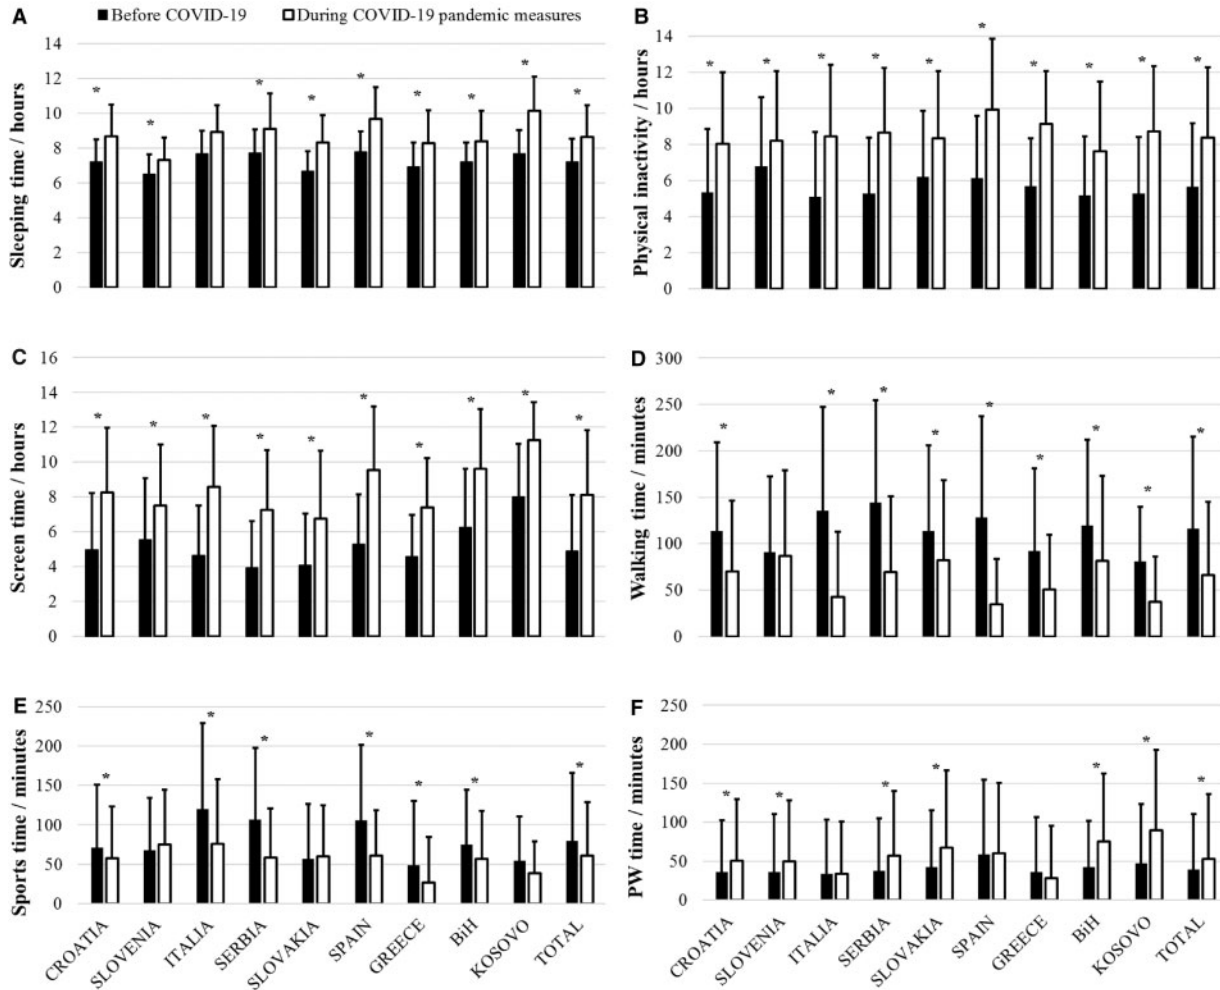 A ■ Before COVID-19 □ During COVID-19 pandemic measures
Sleeping time / hours
14
12
10
8
6
4
2
0
* * * * * * * * *
B
Physical inactivity / hours
14
12
10
8
6
4
2
0
* * * * * * * * * *
C
Screen time / hours
16
14
12
10
8
6
4
2
0
* * * * * * * * * *
D
Walking time / minutes
300
250
200
150
100
50
0
* * * * * * * * *
E
Sports time / minutes
250
200
150
100
50
0
* * * * * * *
CROATIA
SLOVENIA
ITALIA
SERBIA
SLOVAKIA
SPAIN
GREECE
BiH
KOSOVO
TOTAL
F
PW time / minutes
250
200
150
100
50
0
* * * * * * *
CROATIA
SLOVENIA
ITALIA
SERBIA
SLOVAKIA
SPAIN
GREECE
BiH
KOSOVO
TOTAL